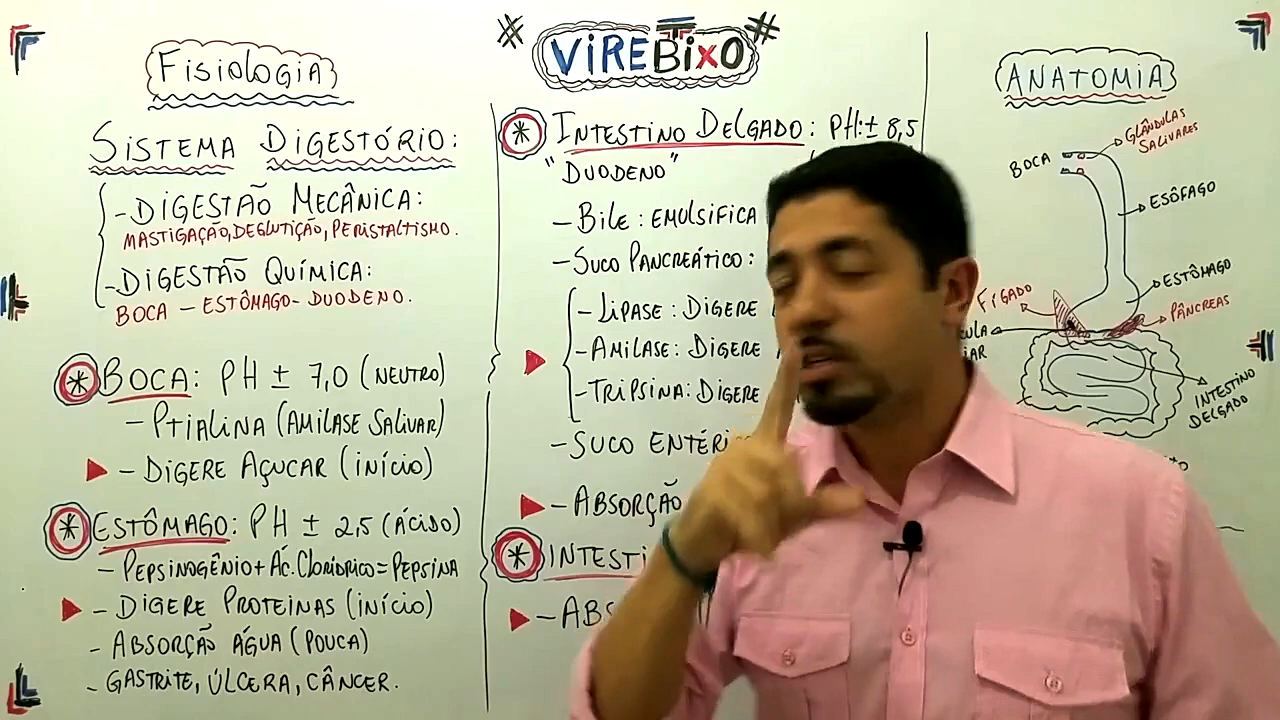 Fisiologia
SISTEMA DIGESTÓRIO:
- DIGESTÃO MECÂNICA:
MASTIGAÇÃO, DEGLUTIÇÃO, PERISTALTISMO.
- DIGESTÃO QUÍMICA:
BOCA - ESTÔMAGO - DUODENO.
* BOCA: PH ± 7,0 (NEUTRO)
- Ptialina (AMILASE SALIVAR)
- DIGERE AÇUCAR (INÍCIO)
* ESTÔMAGO: PH ± 2,5 (ÁCIDO)
- PEPSINOGÊNIO + ÁC. CLORÍDRICO = PEPSINA
- DIGERE PROTEINAS (INÍCIO)
- ABSORÇÃO ÁGUA (POUCA)
- GASTRITE, ÚLCERA, CÂNCER.
# VIREBIXO #
* INTESTINO DELGADO: PH: ± 8,5
"DUODENO"
- BILE: EMULSIFICA
- SUCO PANCREÁTICO:
- LIPASE: DIGERE
- AMILASE: DIGERE
- TRIPSINA: DIGERE
- SUCO ENTÉRI
- ABSORÇÃO
* INTESTI
- ABS
ANATOMIA
GLÂNDULAS
SALIVARES
BOCA
ESÔFAGO
ESTÔMAGO
FÍGADO
PÂNCREAS
INTESTINO
DELGADO